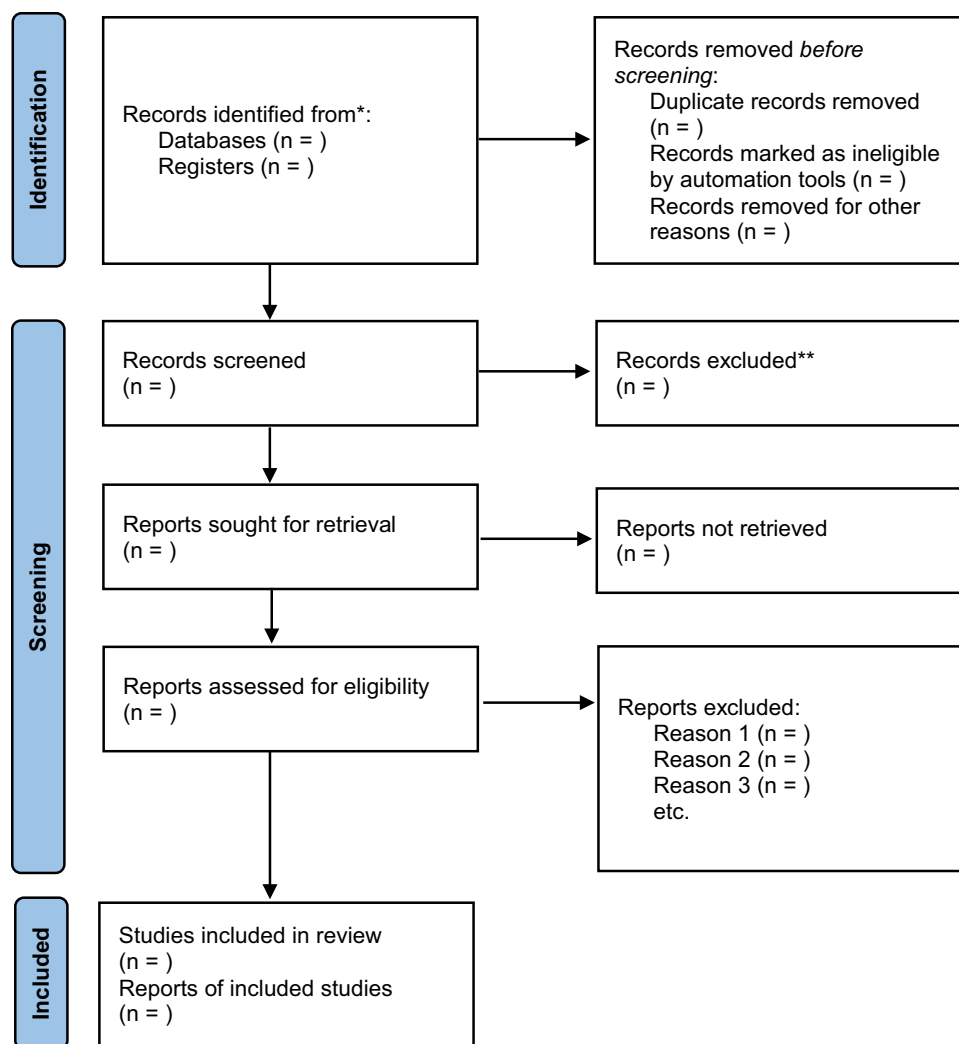 Identification
Records identified from*:
Databases (n = )
Registers (n = )
Records removed before
screening:
Duplicate records removed
(n = )
Records marked as ineligible
by automation tools (n = )
Records removed for other
reasons (n = )
Screening
Records screened
(n = )
Records excluded**
(n = )
Reports sought for retrieval
(n = )
Reports not retrieved
(n = )
Reports assessed for eligibility
(n = )
Reports excluded:
Reason 1 (n = )
Reason 2 (n = )
Reason 3 (n = )
etc.
Included
Studies included in review
(n = )
Reports of included studies
(n = )